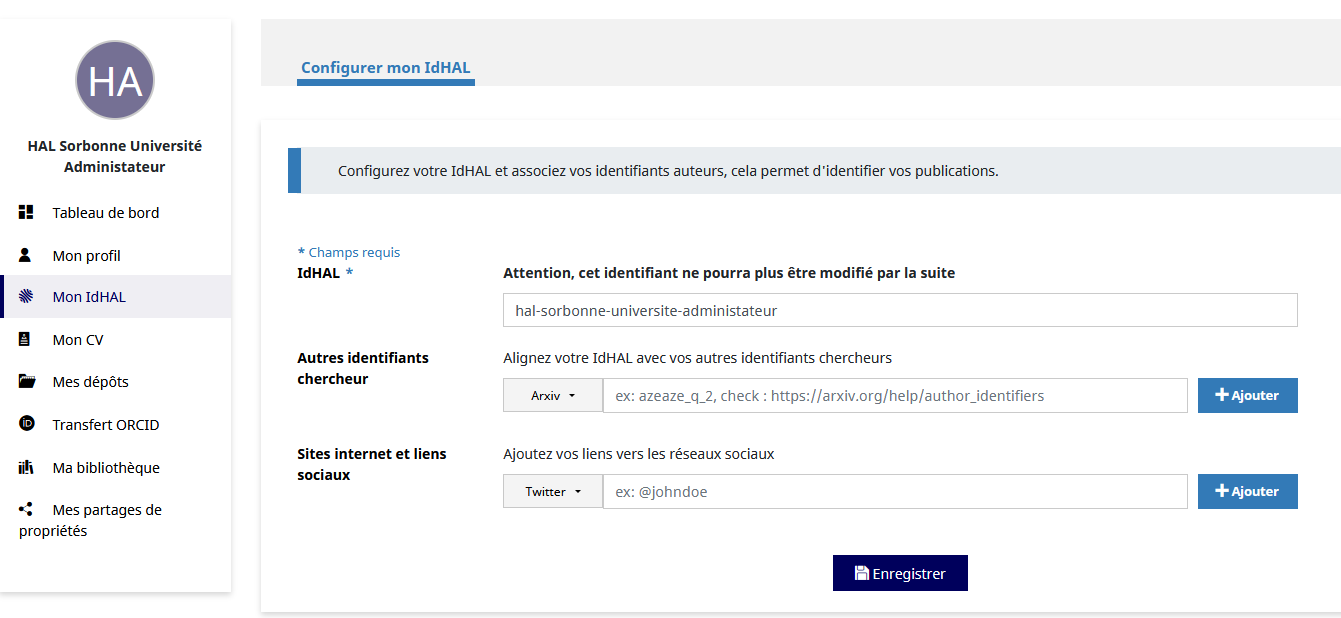 HA
HAL Sorbonne Université
Administateur
Tableau de bord
Mon profil
Mon IdHAL
Mon CV
Mes dépôts
Transfert ORCID
Ma bibliothèque
Mes partages de
propriétés
Configurer mon IdHAL
Configurez votre IdHAL et associez vos identifiants auteurs, cela permet d'identifier vos publications.
* Champs requis
IdHAL *
Attention, cet identifiant ne pourra plus être modifié par la suite
hal-sorbonne-universite-administateur
Autres identifiants
chercheur
Alignez votre IdHAL avec vos autres identifiants chercheurs
Arxiv ex: azeaze_q_2, check : https://arxiv.org/help/author_identifiers Ajouter
Sites internet et liens
sociaux
Ajoutez vos liens vers les réseaux sociaux
Twitter ex: @johndoe Ajouter
Enregistrer